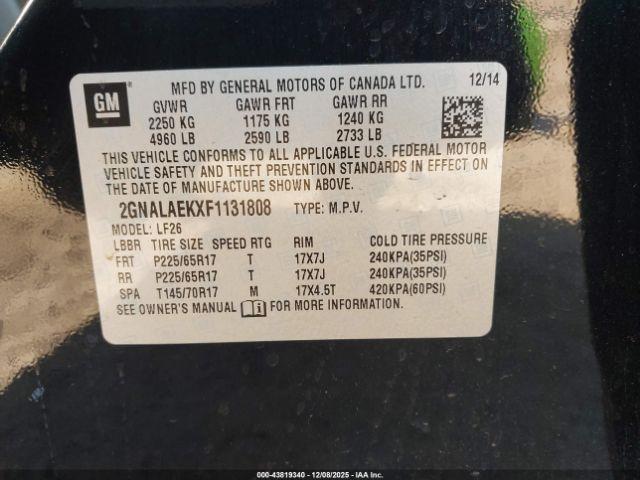 GM
MFD BY GENERAL MOTORS OF CANADA LTD. 12/14
GVWR GAWR FRT GAWR RR
2250 KG 1175 KG 1240 KG
4960 LB 2590 LB 2733 LB
THIS VEHICLE CONFORMS TO ALL APPLICABLE U.S. FEDERAL MOTOR
VEHICLE SAFETY AND THEFT PREVENTION STANDARDS IN EFFECT ON
THE DATE OF MANUFACTURE SHOWN ABOVE.
2GNALAEKXF1131808 TYPE: M.P.V.
MODEL: LF26
LBBR TIRE SIZE SPEED RTG RIM COLD TIRE PRESSURE
FRT P225/65R17 T 17X7J 240KPA(35PSI)
RR P225/65R17 T 17X7J 240KPA(35PSI)
SPA T145/70R17 M 17X4.5T 420KPA(60PSI)
SEE OWNER'S MANUAL FOR MORE INFORMATION.
000-43819340 - 12/08/2025 - IAAI.CA